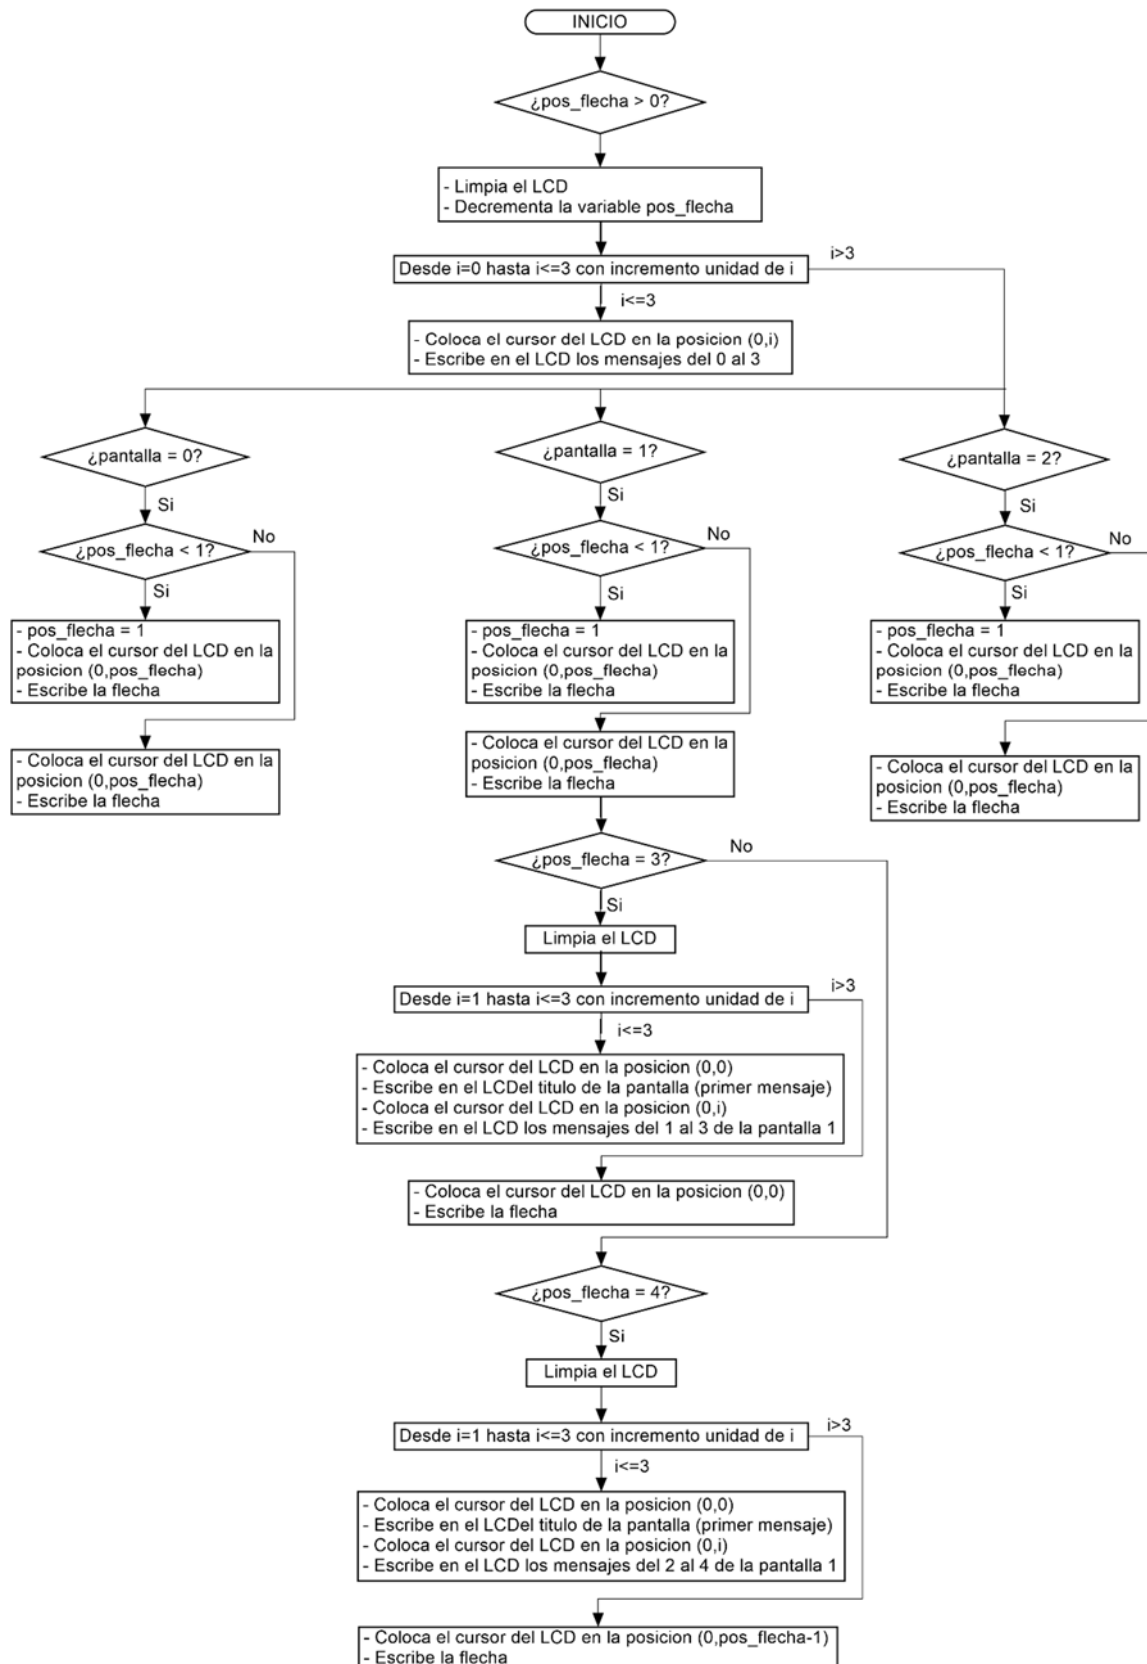 INICIO
¿pos_flecha > 0?
- Limpia el LCD
- Decrementa la variable pos_flecha
Desde i=0 hasta i<=3 con incremento unidad de i
i>3
i<=3
- Coloca el cursor del LCD en la posicion (0,i)
- Escribe en el LCD los mensajes del 0 al 3
¿pantalla = 0?
Si
¿pos_flecha < 1?
No
Si
- pos_flecha = 1
- Coloca el cursor del LCD en la
posicion (0,pos_flecha)
- Escribe la flecha
- Coloca el cursor del LCD en la
posicion (0,pos_flecha)
- Escribe la flecha
¿pantalla = 1?
Si
¿pos_flecha < 1?
No
Si
- pos_flecha = 1
- Coloca el cursor del LCD en la
posicion (0,pos_flecha)
- Escribe la flecha
- Coloca el cursor del LCD en la
posicion (0,pos_flecha)
- Escribe la flecha
¿pantalla = 2?
Si
¿pos_flecha < 1?
No
Si
- pos_flecha = 1
- Coloca el cursor del LCD en la
posicion (0,pos_flecha)
- Escribe la flecha
- Coloca el cursor del LCD en la
posicion (0,pos_flecha)
- Escribe la flecha
¿pos_flecha = 3?
No
Si
Limpia el LCD
Desde i=1 hasta i<=3 con incremento unidad de i
i>3
i<=3
- Coloca el cursor del LCD en la posicion (0,0)
- Escribe en el LCDel titulo de la pantalla (primer mensaje)
- Coloca el cursor del LCD en la posicion (0,i)
- Escribe en el LCD los mensajes del 1 al 3 de la pantalla 1
- Coloca el cursor del LCD en la posicion (0,0)
- Escribe la flecha
¿pos_flecha = 4?
Si
Limpia el LCD
Desde i=1 hasta i<=3 con incremento unidad de i
i>3
i<=3
- Coloca el cursor del LCD en la posicion (0,0)
- Escribe en el LCDel titulo de la pantalla (primer mensaje)
- Coloca el cursor del LCD en la posicion (0,i)
- Escribe en el LCD los mensajes del 2 al 4 de la pantalla 1
- Coloca el cursor del LCD en la posicion (0,pos_flecha-1)
- Escribe la flecha